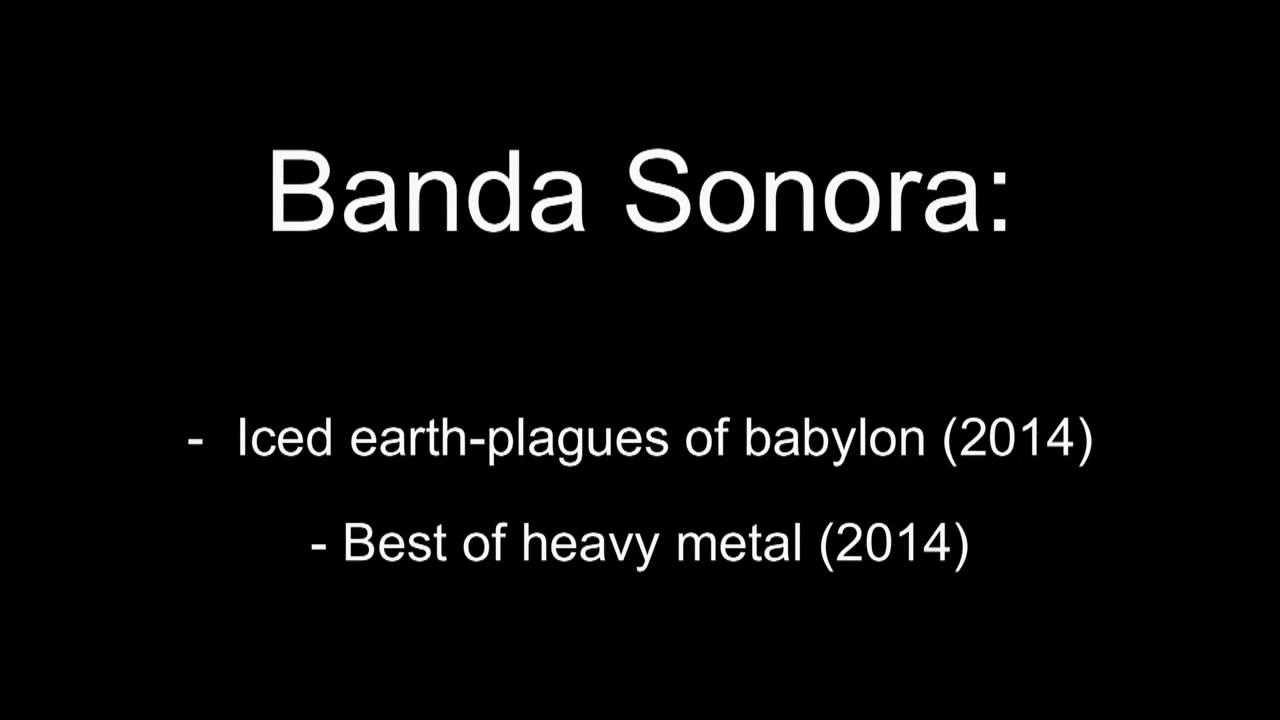 Banda Sonora:
- Iced earth-plagues of babylon (2014)
- Best of heavy metal (2014)